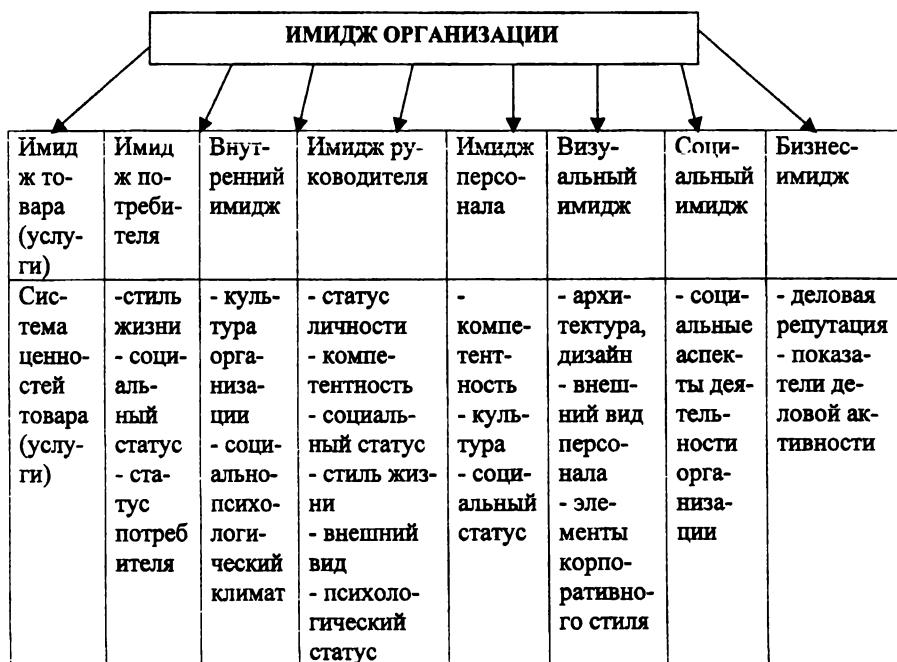 ИМИДЖ ОРГАНИЗАЦИИ
Имид
ж то-
вара
(услу-
ги)
Имид
ж по-
треби-
теля
Внут-
ренний
имидж
Имидж ру-
ководителя
Имидж
персо-
нала
Визу-
альный
имидж
Соци-
альный
имидж
Бизнес-
имидж
Сис-
тема
ценно-
стей
товара
(услу-
ги)
-стиль
жизни
- соци-
аль-
ный
статус
- ста-
тус
потреб
ителя
- куль-
тура
орга-
низа-
ции
- соци-
ально-
психо-
логи-
ческий
климат
- статус
личности
- компе-
тентность
- социаль-
ный статус
- стиль жиз-
ни
- внешний
вид
- психоло-
гический
статус
-
компе-
тент-
ность
- куль-
тура
- соци-
альный
статус
- архи-
тектура,
дизайн
- внеш-
ний вид
персо-
нала
- эле-
менты
корпо-
ративно-
го стиля
- соци-
альные
аспек-
ты дея-
тель-
ности
орга-
низа-
ции
- деловая
репутация
- показа-
тели де-
ловой ак-
тивности